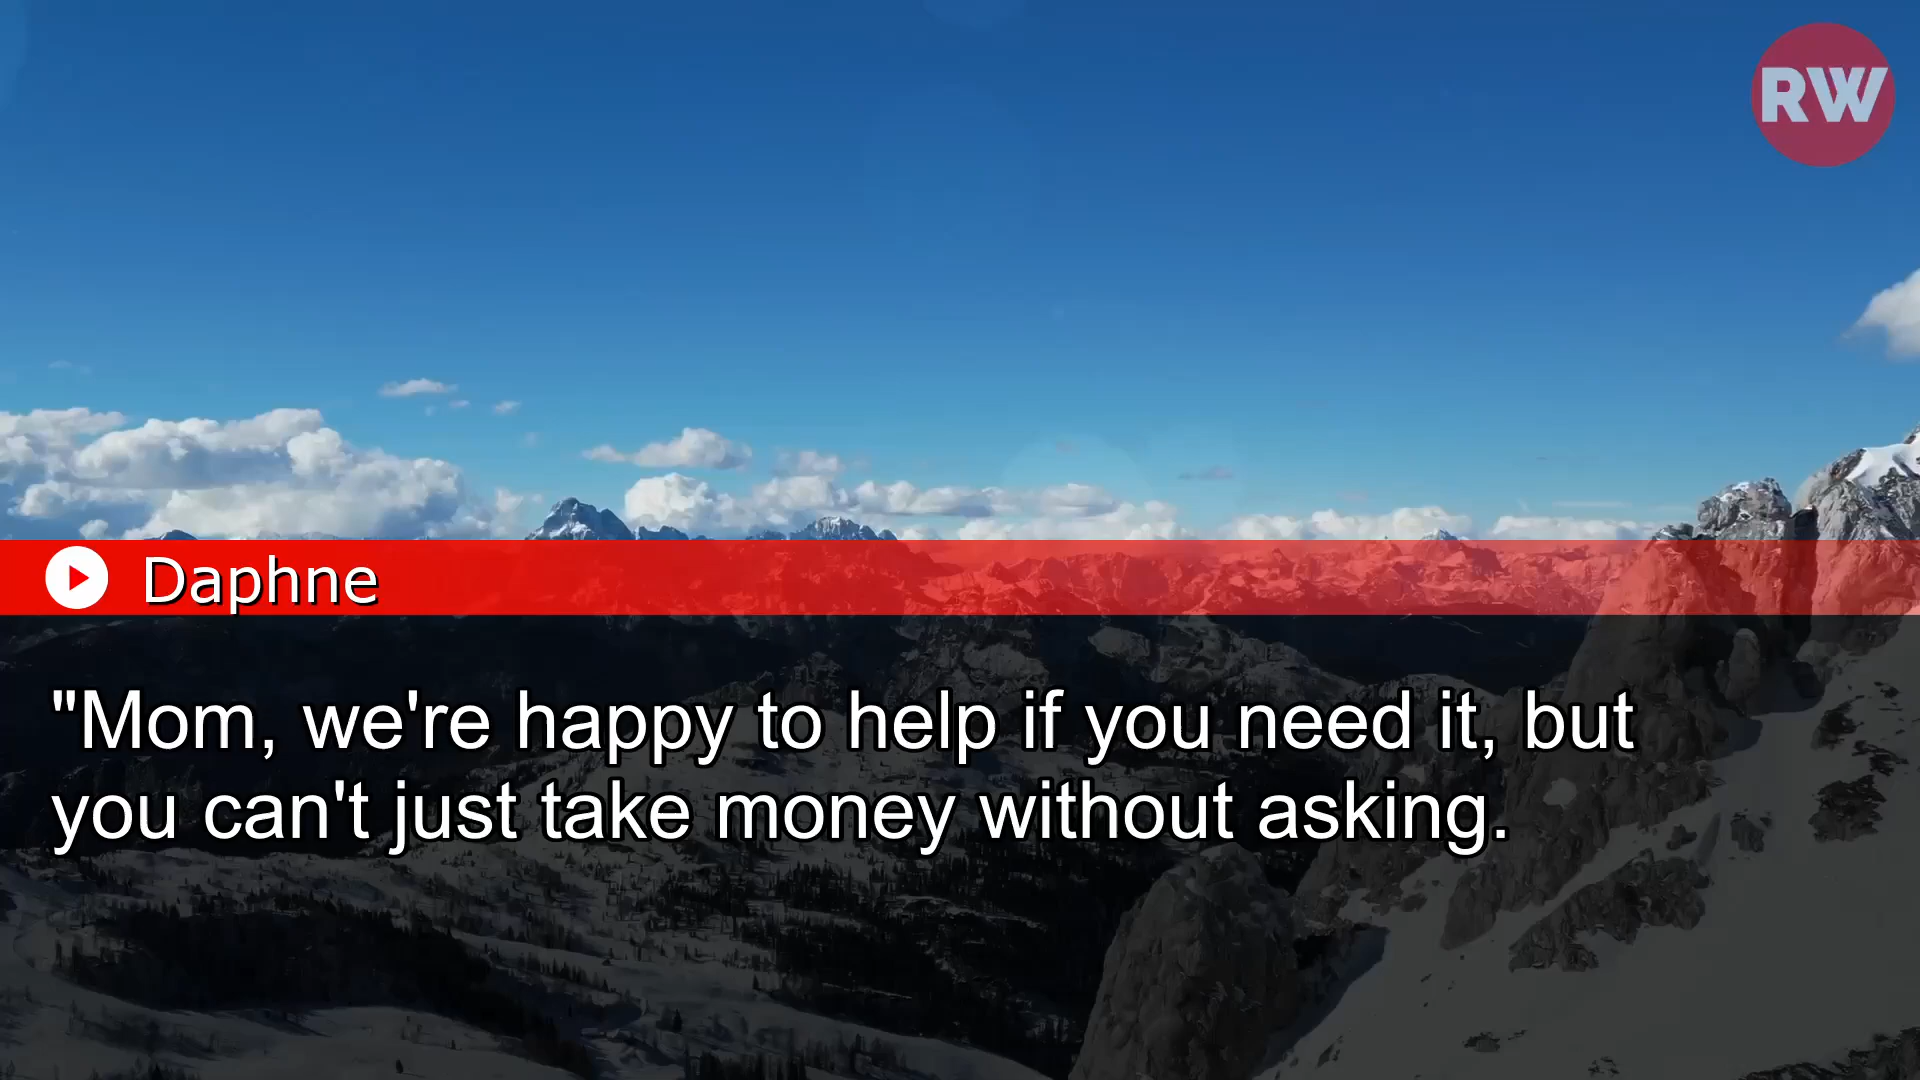 RW
Daphne
"Mom, we're happy to help if you need it, but
you can't just take money without asking.